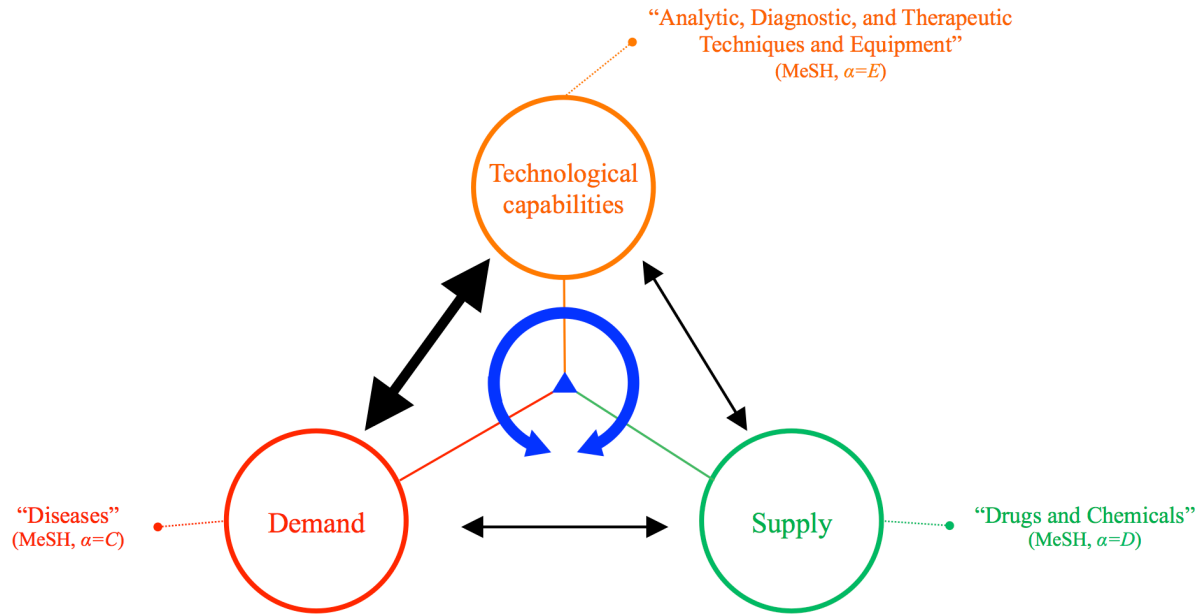 “Analytic, Diagnostic, and Therapeutic
Techniques and Equipment”
(MeSH, α=E)
Technological
capabilities
“Diseases”
(MeSH, α=C)
Demand
Supply
“Drugs and Chemicals”
(MeSH, α=D)